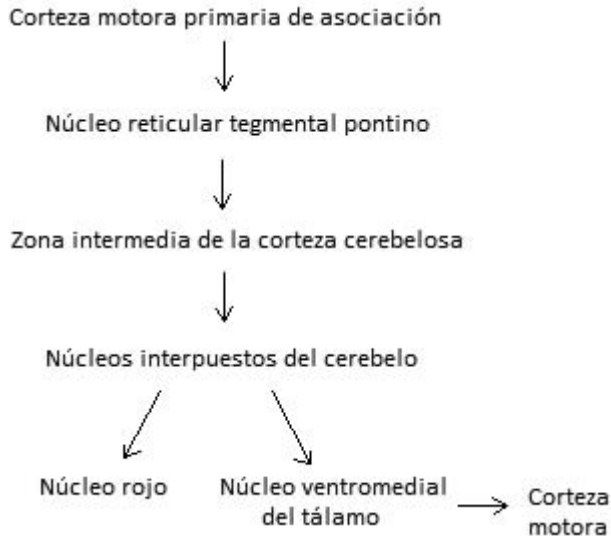 Corteza motora primaria de asociación
Núcleo reticular tegmental pontino
Zona intermedia de la corteza cerebelosa
Núcleos interpuestos del cerebelo
Núcleo rojo
Núcleo ventromedial
del tálamo
Corteza
motora